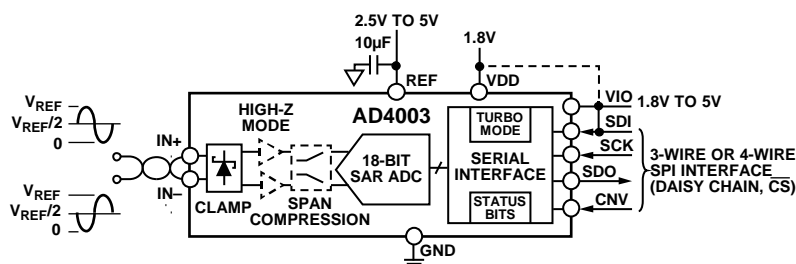 2.5V TO 5V
10µF
1.8V
REF
VDD
VREF
VREF/2
0
HIGH-Z
MODE
AD4003
TURBO
MODE
VIO
1.8V TO 5V
IN+
SDI
18-BIT
SAR ADC
SERIAL
INTERFACE
SCK
SDO
3-WIRE OR 4-WIRE
SPI INTERFACE
(DAISY CHAIN, C̅S̅)
VREF
VREF/2
0
IN–
CLAMP
SPAN
COMPRESSION
STATUS
BITS
CNV
GND